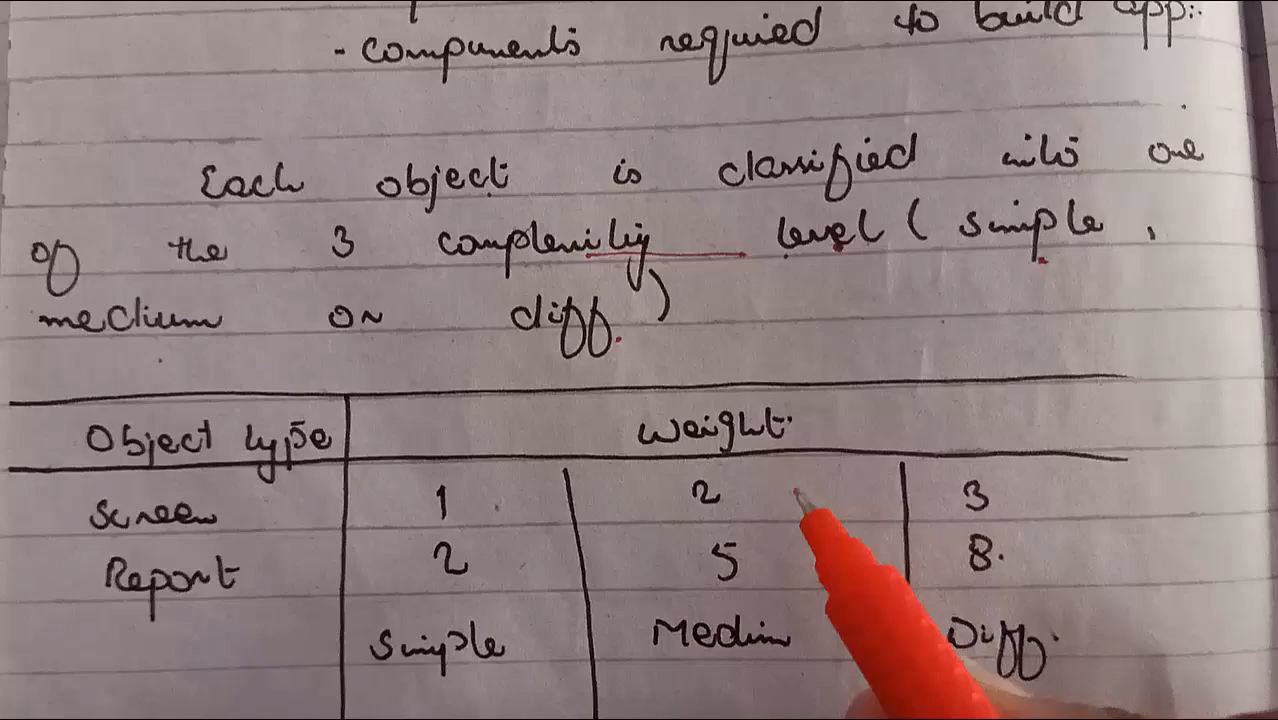 - components required to build app.
Each object is classified into one
of the 3 complexity level ( simple,
medium or diff. )
Object type Weight.
Screen 1 2 3
Report 2 5 8.
Simple Medium Diff.